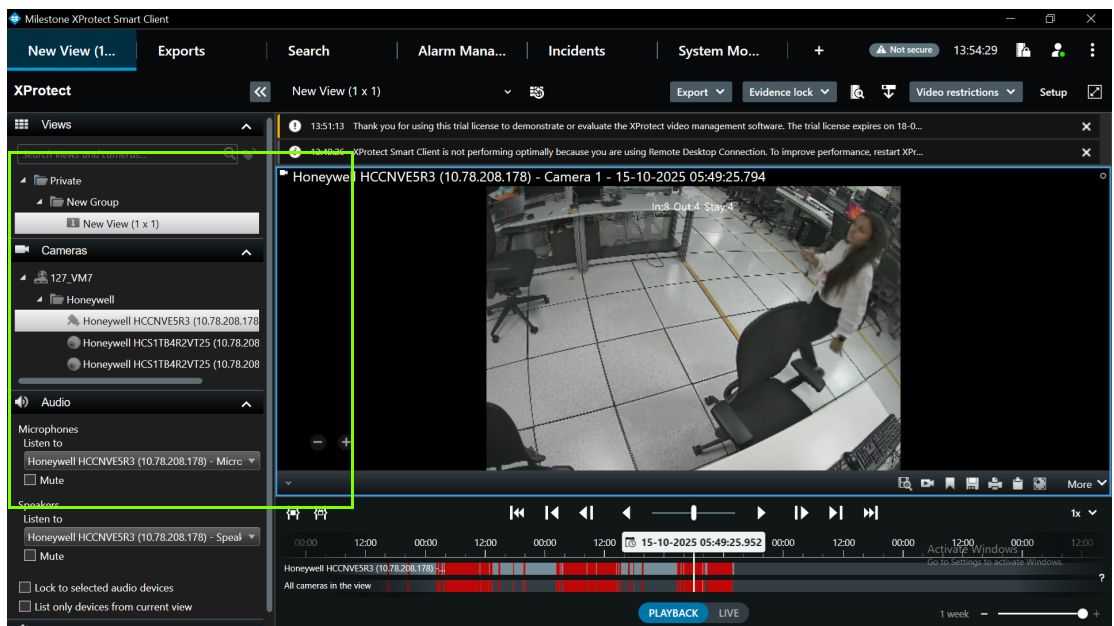 Milestone XProtect Smart Client
New View (1... Exports Search Alarm Mana... Incidents System Mo... + Not secure 13:54:29
XProtect New View (1 x 1) Export Evidence lock Video restrictions Setup
Views
13:51:13 Thank you for using this trial license to demonstrate or evaluate the XProtect video management software. The trial license expires on 18-0...
Search views and cameras...
13:49:26 XProtect Smart Client is not performing optimally because you are using Remote Desktop Connection. To improve performance, restart XPr...
Private
New Group
New View (1 x 1)
Honeywell HCCNVE5R3 (10.78.208.178) - Camera 1 - 15-10-2025 05:49:25.794
In:8 Out:4 Stay:4
Cameras
127_VM7
Honeywell
Honeywell HCCNVE5R3 (10.78.208.178
Honeywell HCS1TB4R2VT25 (10.78.208
Honeywell HCS1TB4R2VT25 (10.78.208
Audio
Microphones
Listen to
Honeywell HCCNVE5R3 (10.78.208.178) - Micrc
Mute
More
Speakers
Listen to
Honeywell HCCNVE5R3 (10.78.208.178) - Speak
Mute
Lock to selected audio devices
List only devices from current view
1x
00:00 12:00 00:00 12:00 00:00 12:00 15-10-2025 05:49:25.952 00:00 12:00 00:00 12:00 00:00 12:00
Activate Windows
Go to Settings to activate Windows.
Honeywell HCCNVE5R3 (10.78.208.178) -...
All cameras in the view
?
PLAYBACK LIVE 1 week - +